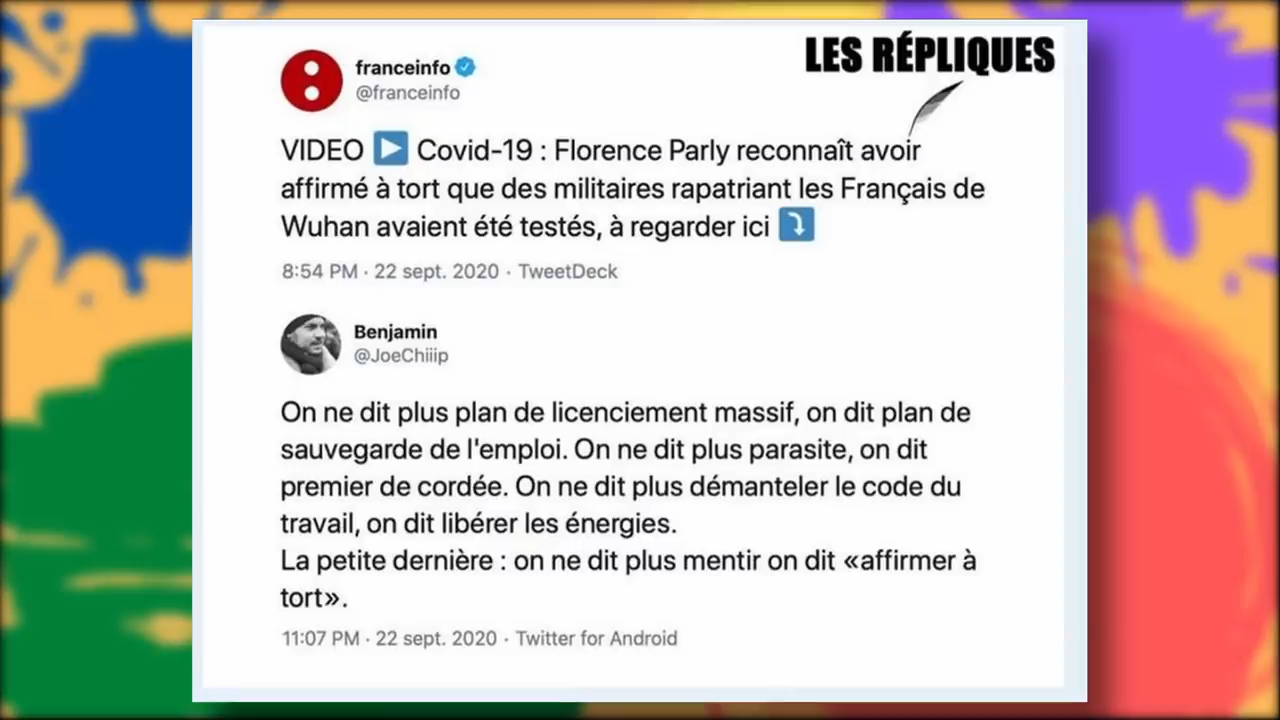 LES RÉPLIQUES
franceinfo
@franceinfo
VIDEO ▶️ Covid-19 : Florence Parly reconnaît avoir
affirmé à tort que des militaires rapatriant les Français de
Wuhan avaient été testés, à regarder ici ⤵️
8:54 PM · 22 sept. 2020 · TweetDeck
Benjamin
@JoeChiiip
On ne dit plus plan de licenciement massif, on dit plan de
sauvegarde de l'emploi. On ne dit plus parasite, on dit
premier de cordée. On ne dit plus démanteler le code du
travail, on dit libérer les énergies.
La petite dernière : on ne dit plus mentir on dit «affirmer à
tort».
11:07 PM · 22 sept. 2020 · Twitter for Android